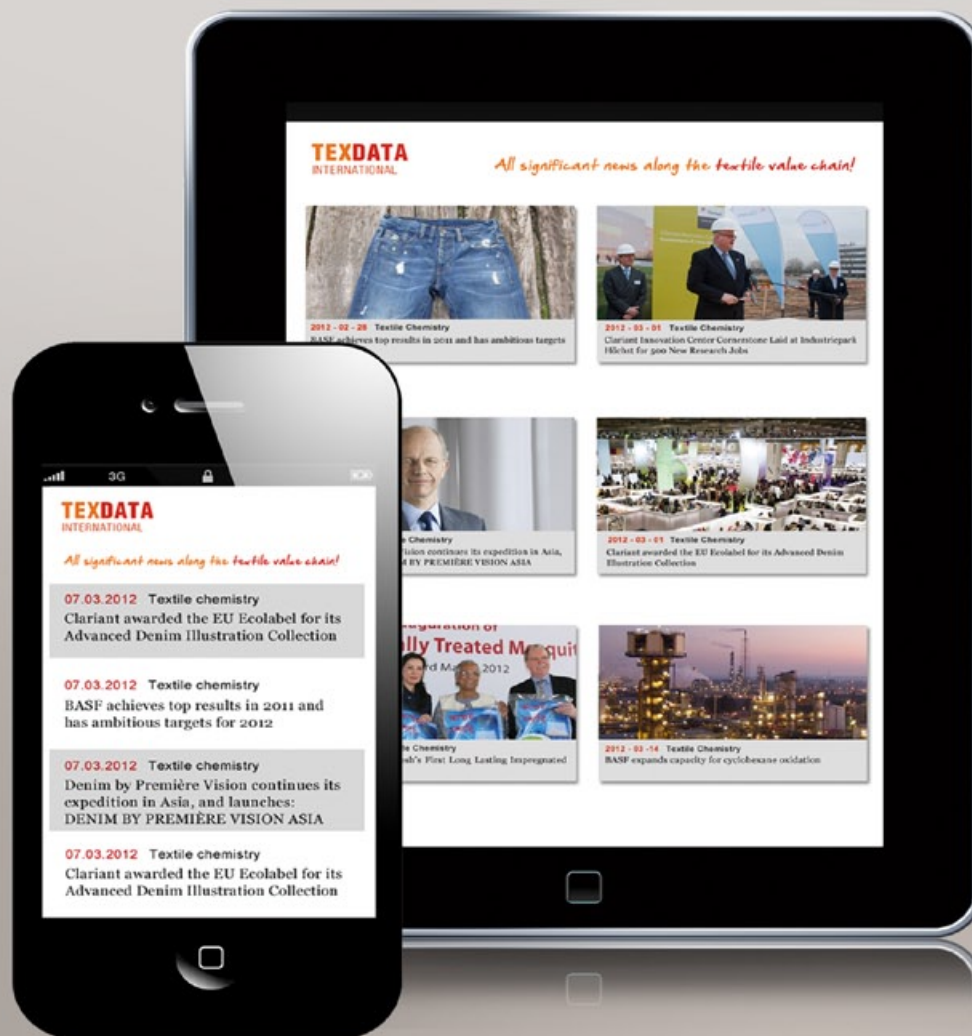 TEXDATA
INTERNATIONAL
All significant news along the textile value chain!
2012 - 02 - 28 Textile Chemistry
BASF achieves top results in 2011 and has ambitious targets
2012 - 03 - 01 Textile Chemistry
Clariant Innovation Center Cornerstone Laid at Industriepark
Höchst for 500 New Research Jobs
Chemistry
Vision continues its expedition in Asia,
BY PREMIÈRE VISION ASIA
2012 - 03 - 01 Textile Chemistry
Clariant awarded the EU Ecolabel for its Advanced Denim
Illustration Collection
of
Treated
2012
Chemistry
First Long Lasting Impregnated
2012 - 03 -14 Textile Chemistry
BASF expands capacity for cyclohexane oxidation
3G
TEXDATA
INTERNATIONAL
All significant news along the textile value chain!
07.03.2012 Textile chemistry
Clariant awarded the EU Ecolabel for its
Advanced Denim Illustration Collection
07.03.2012 Textile chemistry
BASF achieves top results in 2011 and
has ambitious targets for 2012
07.03.2012 Textile chemistry
Denim by Première Vision continues its
expedition in Asia, and launches:
DENIM BY PREMIÈRE VISION ASIA
07.03.2012 Textile chemistry
Clariant awarded the EU Ecolabel for its
Advanced Denim Illustration Collection